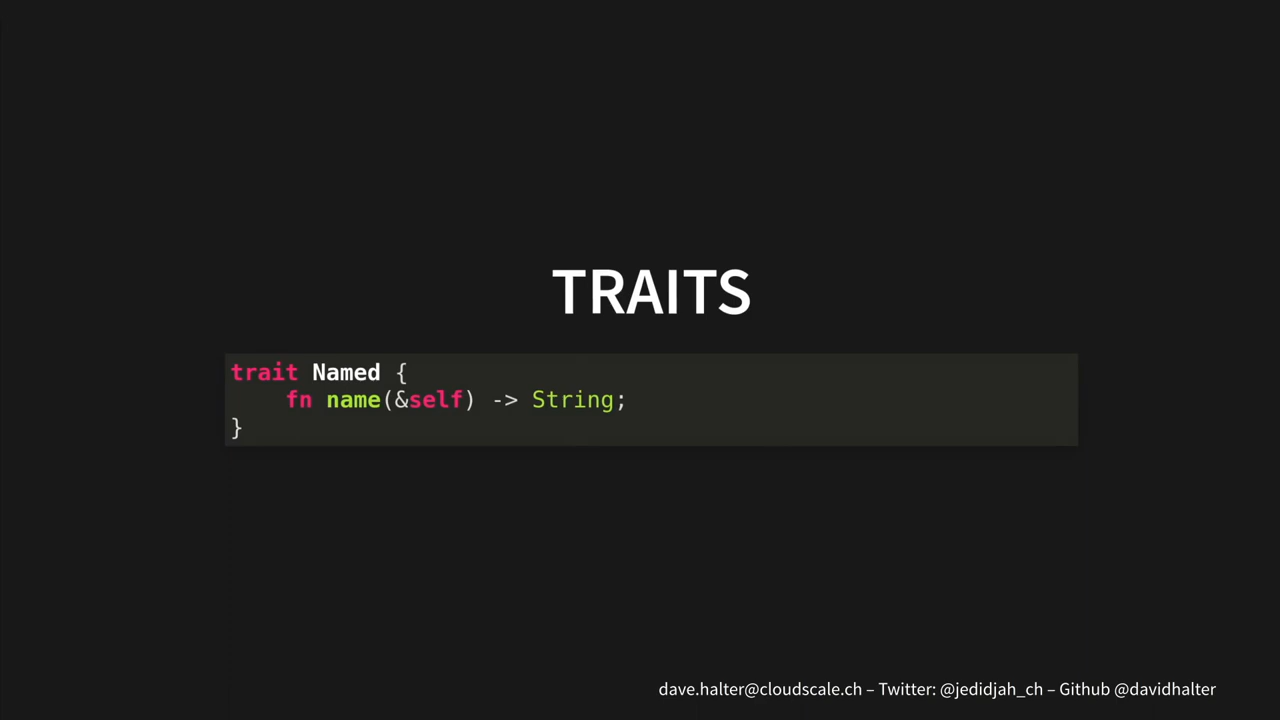 TRAITS
trait Named {
    fn name(&self) -> String;
}
dave.halter@cloudscale.ch – Twitter: @jedidjah_ch – Github @davidhalter